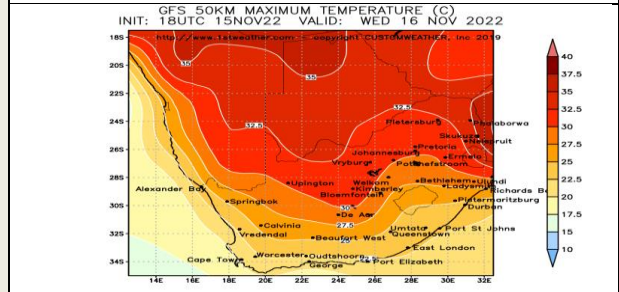 GFS 50KM MAXIMUM TEMPERATURE (C)
INIT: 18UTC 15NOV22 VALID: WED 16 NOV 2022
http://www.1stweather.com -- copyright CUSTOMWEATHER, Inc 2019
18S
20S
22S
24S
26S
28S
30S
32S
34S
35
35
32.5
32.5
30
27.5
25
22.5
Pietersburg
Phalaborwa
Skukuza
Nelspruit
Pretoria
Johannesburg
Ermelo
Vryburg
Potchefstroom
Welkom
Bethlehem
Ulundi
Upington
Kimberley
Ladysmith
Alexander Bay
Bloemfontein
Richards Ba
Springbok
Pietermaritzburg
Durban
De Aar
Calvinia
Umtata
Port St Johns
Vredendal
Beaufort West
Queenstown
East London
Cape Town
Worcester
Oudtshoorn
George
Port Elizabeth
14E 16E 18E 20E 22E 24E 26E 28E 30E 32E
40
37.5
35
32.5
30
27.5
25
22.5
20
17.5
15
10